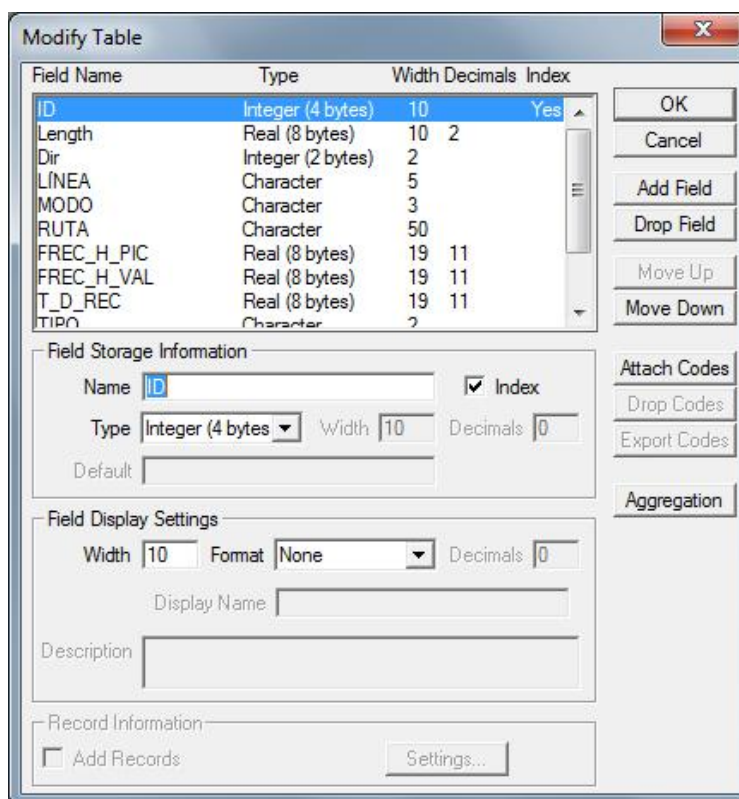 Modify Table
Field Name Type Width Decimals Index
ID Integer (4 bytes) 10 Yes
Length Real (8 bytes) 10 2
Dir Integer (2 bytes) 2
LÍNEA Character 5
MODO Character 3
RUTA Character 50
FREC_H_PIC Real (8 bytes) 19 11
FREC_H_VAL Real (8 bytes) 19 11
T_D_REC Real (8 bytes) 19 11
TIPO Character 2
OK
Cancel
Add Field
Drop Field
Move Up
Move Down
Attach Codes
Drop Codes
Export Codes
Aggregation
Field Storage Information
Name ID Index
Type Integer (4 bytes Width 10 Decimals 0
Default
Field Display Settings
Width 10 Format None Decimals 0
Display Name
Description
Record Information
Add Records Settings...